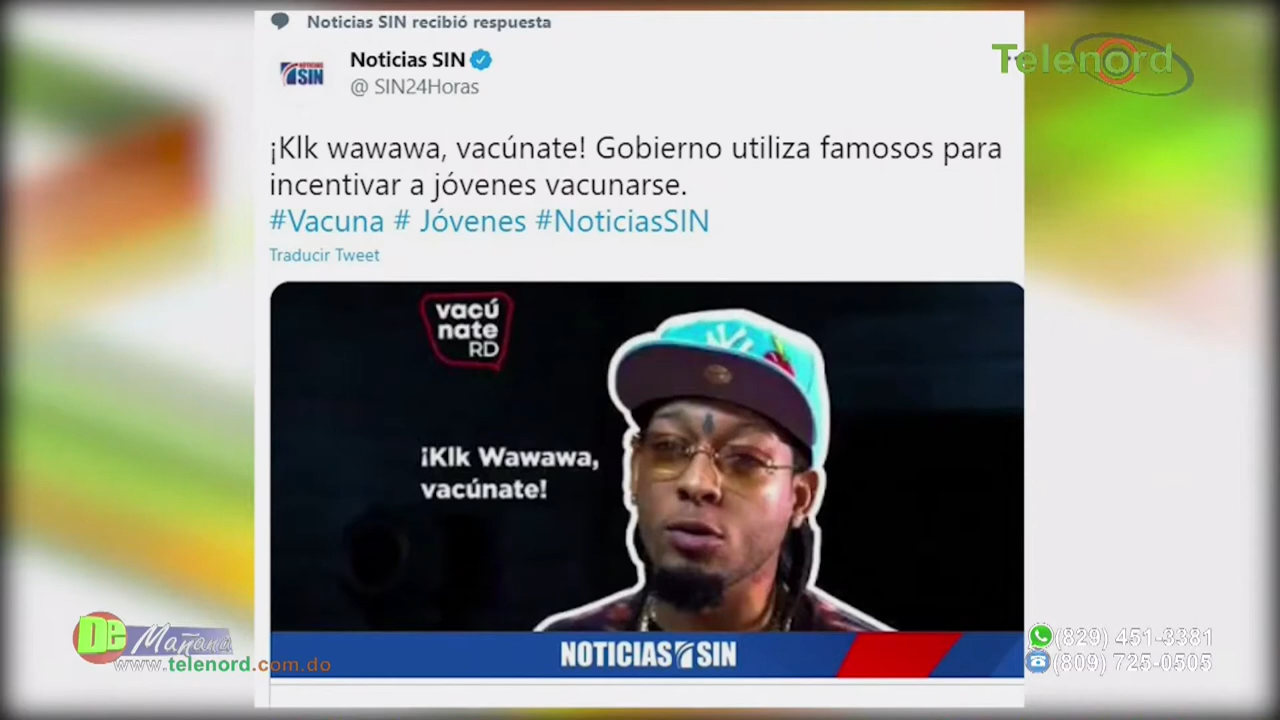 Noticias SIN recibió respuesta
Noticias SIN
@ SIN24Horas
Telenord
¡Klk wawawa, vacúnate! Gobierno utiliza famosos para
incentivar a jóvenes vacunarse.
#Vacuna # Jóvenes #NoticiasSIN
Traducir Tweet
vacú
nate
RD
¡Klk Wawawa,
vacúnate!
NOTICIAS SIN
De Mañana
www.telenord.com.do
(829) 451-3381
(809) 725-0505